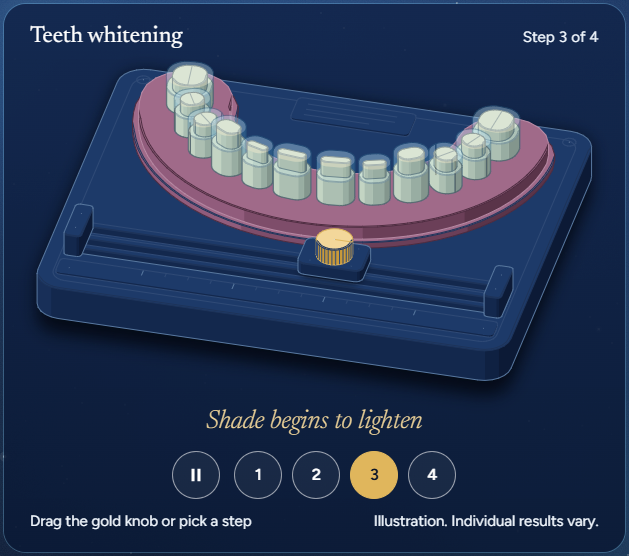 Teeth whitening
Step 3 of 4
Shade begins to lighten
1 2 3 4
Drag the gold knob or pick a step
Illustration. Individual results vary.